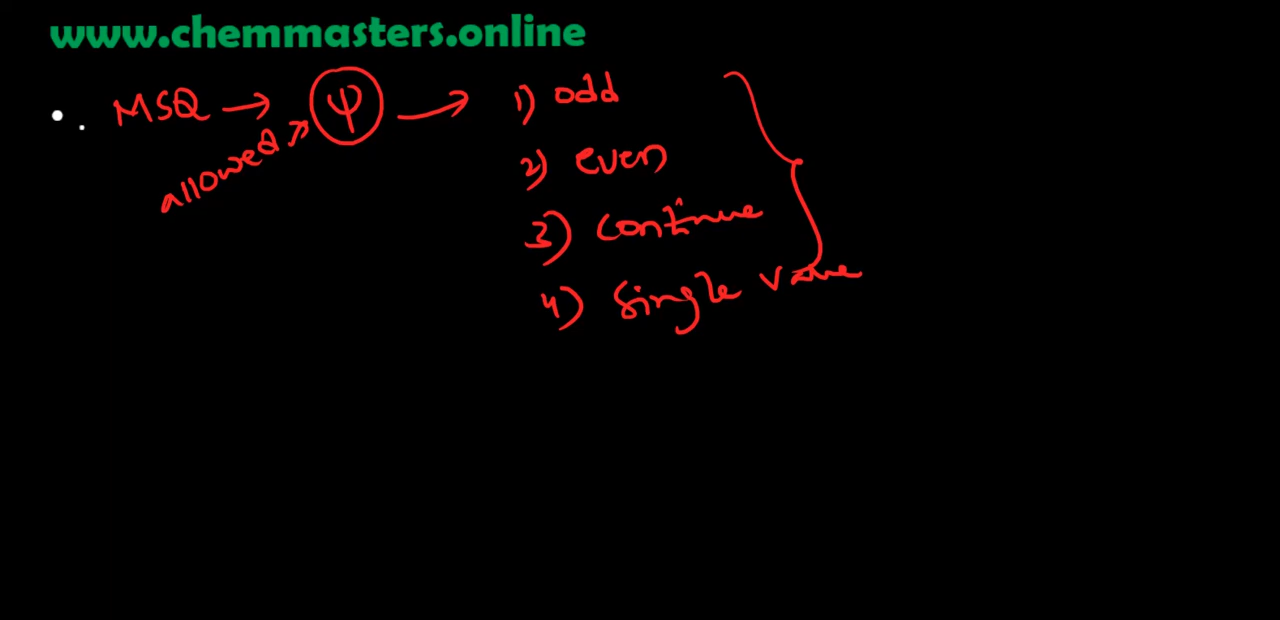 www.chemmasters.online
MSQ → ψ →
allowed
1) odd
2) even
3) continue
4) Single value